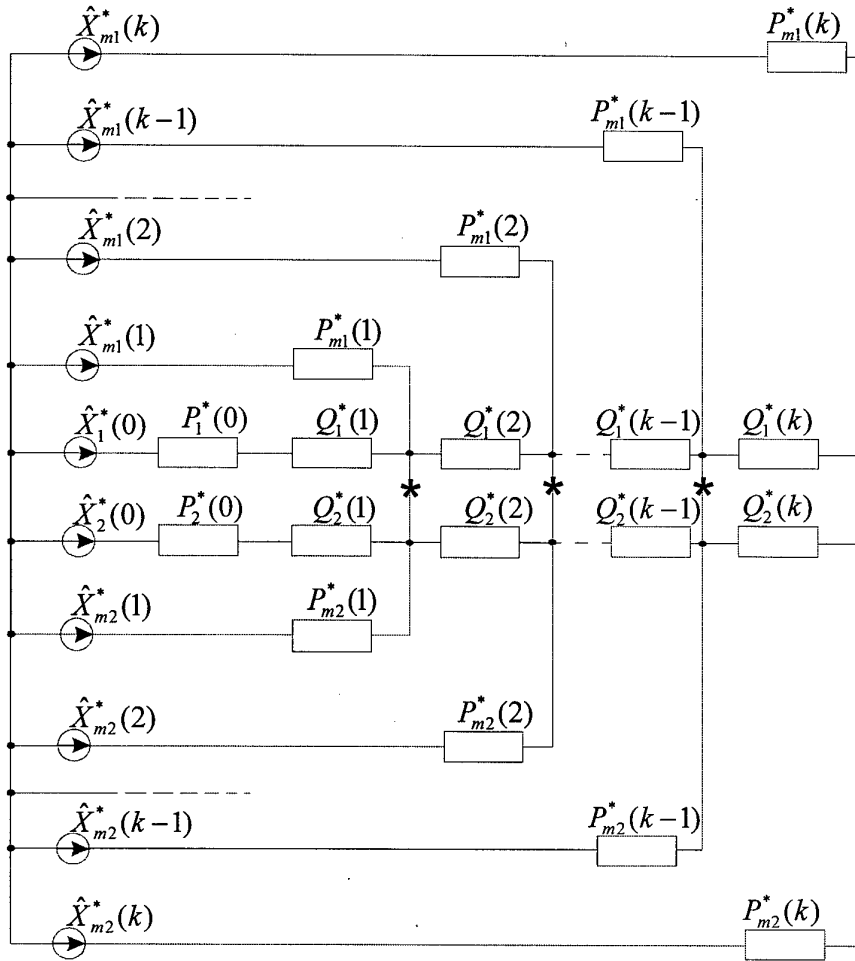 X̂*m1(k) P*m1(k)
X̂*m1(k−1) P*m1(k−1)
X̂*m1(2) P*m1(2)
X̂*m1(1) P*m1(1)
X̂*1(0) P*1(0) Q*1(1) Q*1(2) Q*1(k−1) Q*1(k)
* * *
X̂*2(0) P*2(0) Q*2(1) Q*2(2) Q*2(k−1) Q*2(k)
X̂*m2(1) P*m2(1)
X̂*m2(2) P*m2(2)
X̂*m2(k−1) P*m2(k−1)
X̂*m2(k) P*m2(k)